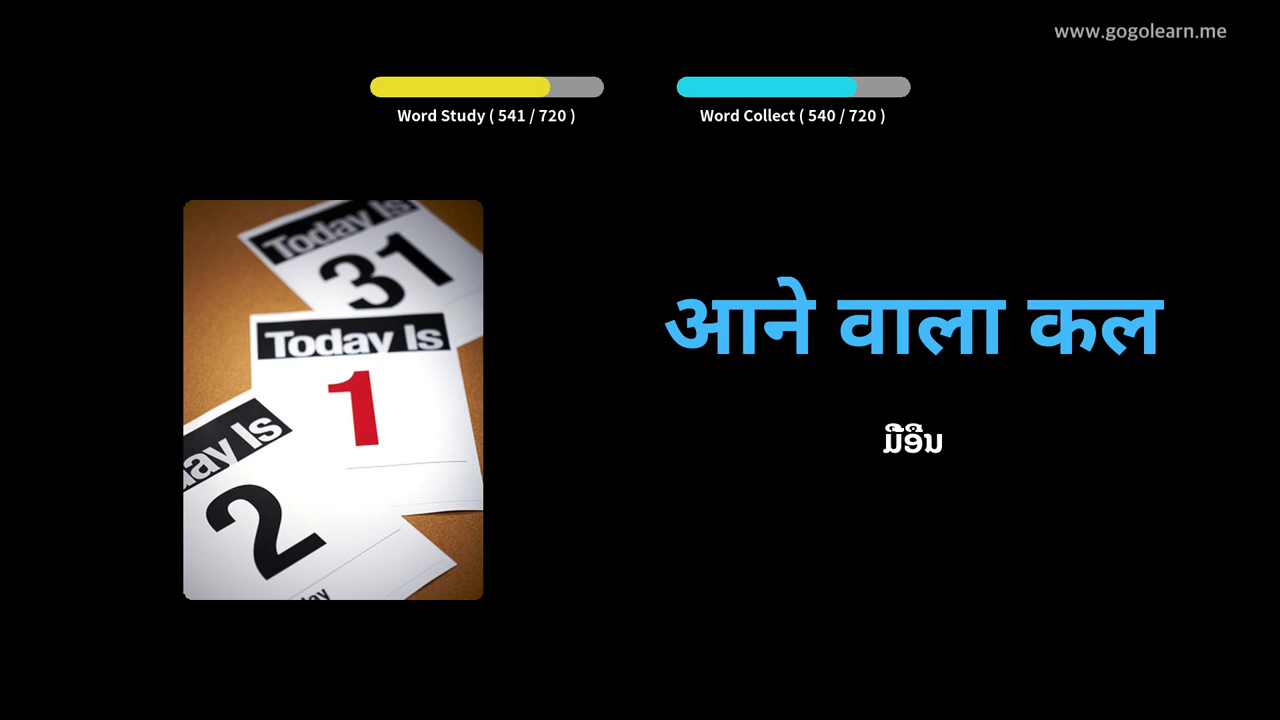 www.gogolearn.me
Word Study ( 541 / 720 )
Word Collect ( 540 / 720 )
Today Is
31
Today Is
1
ay Is
2
आने वाला कल
ມື້ອື່ນ